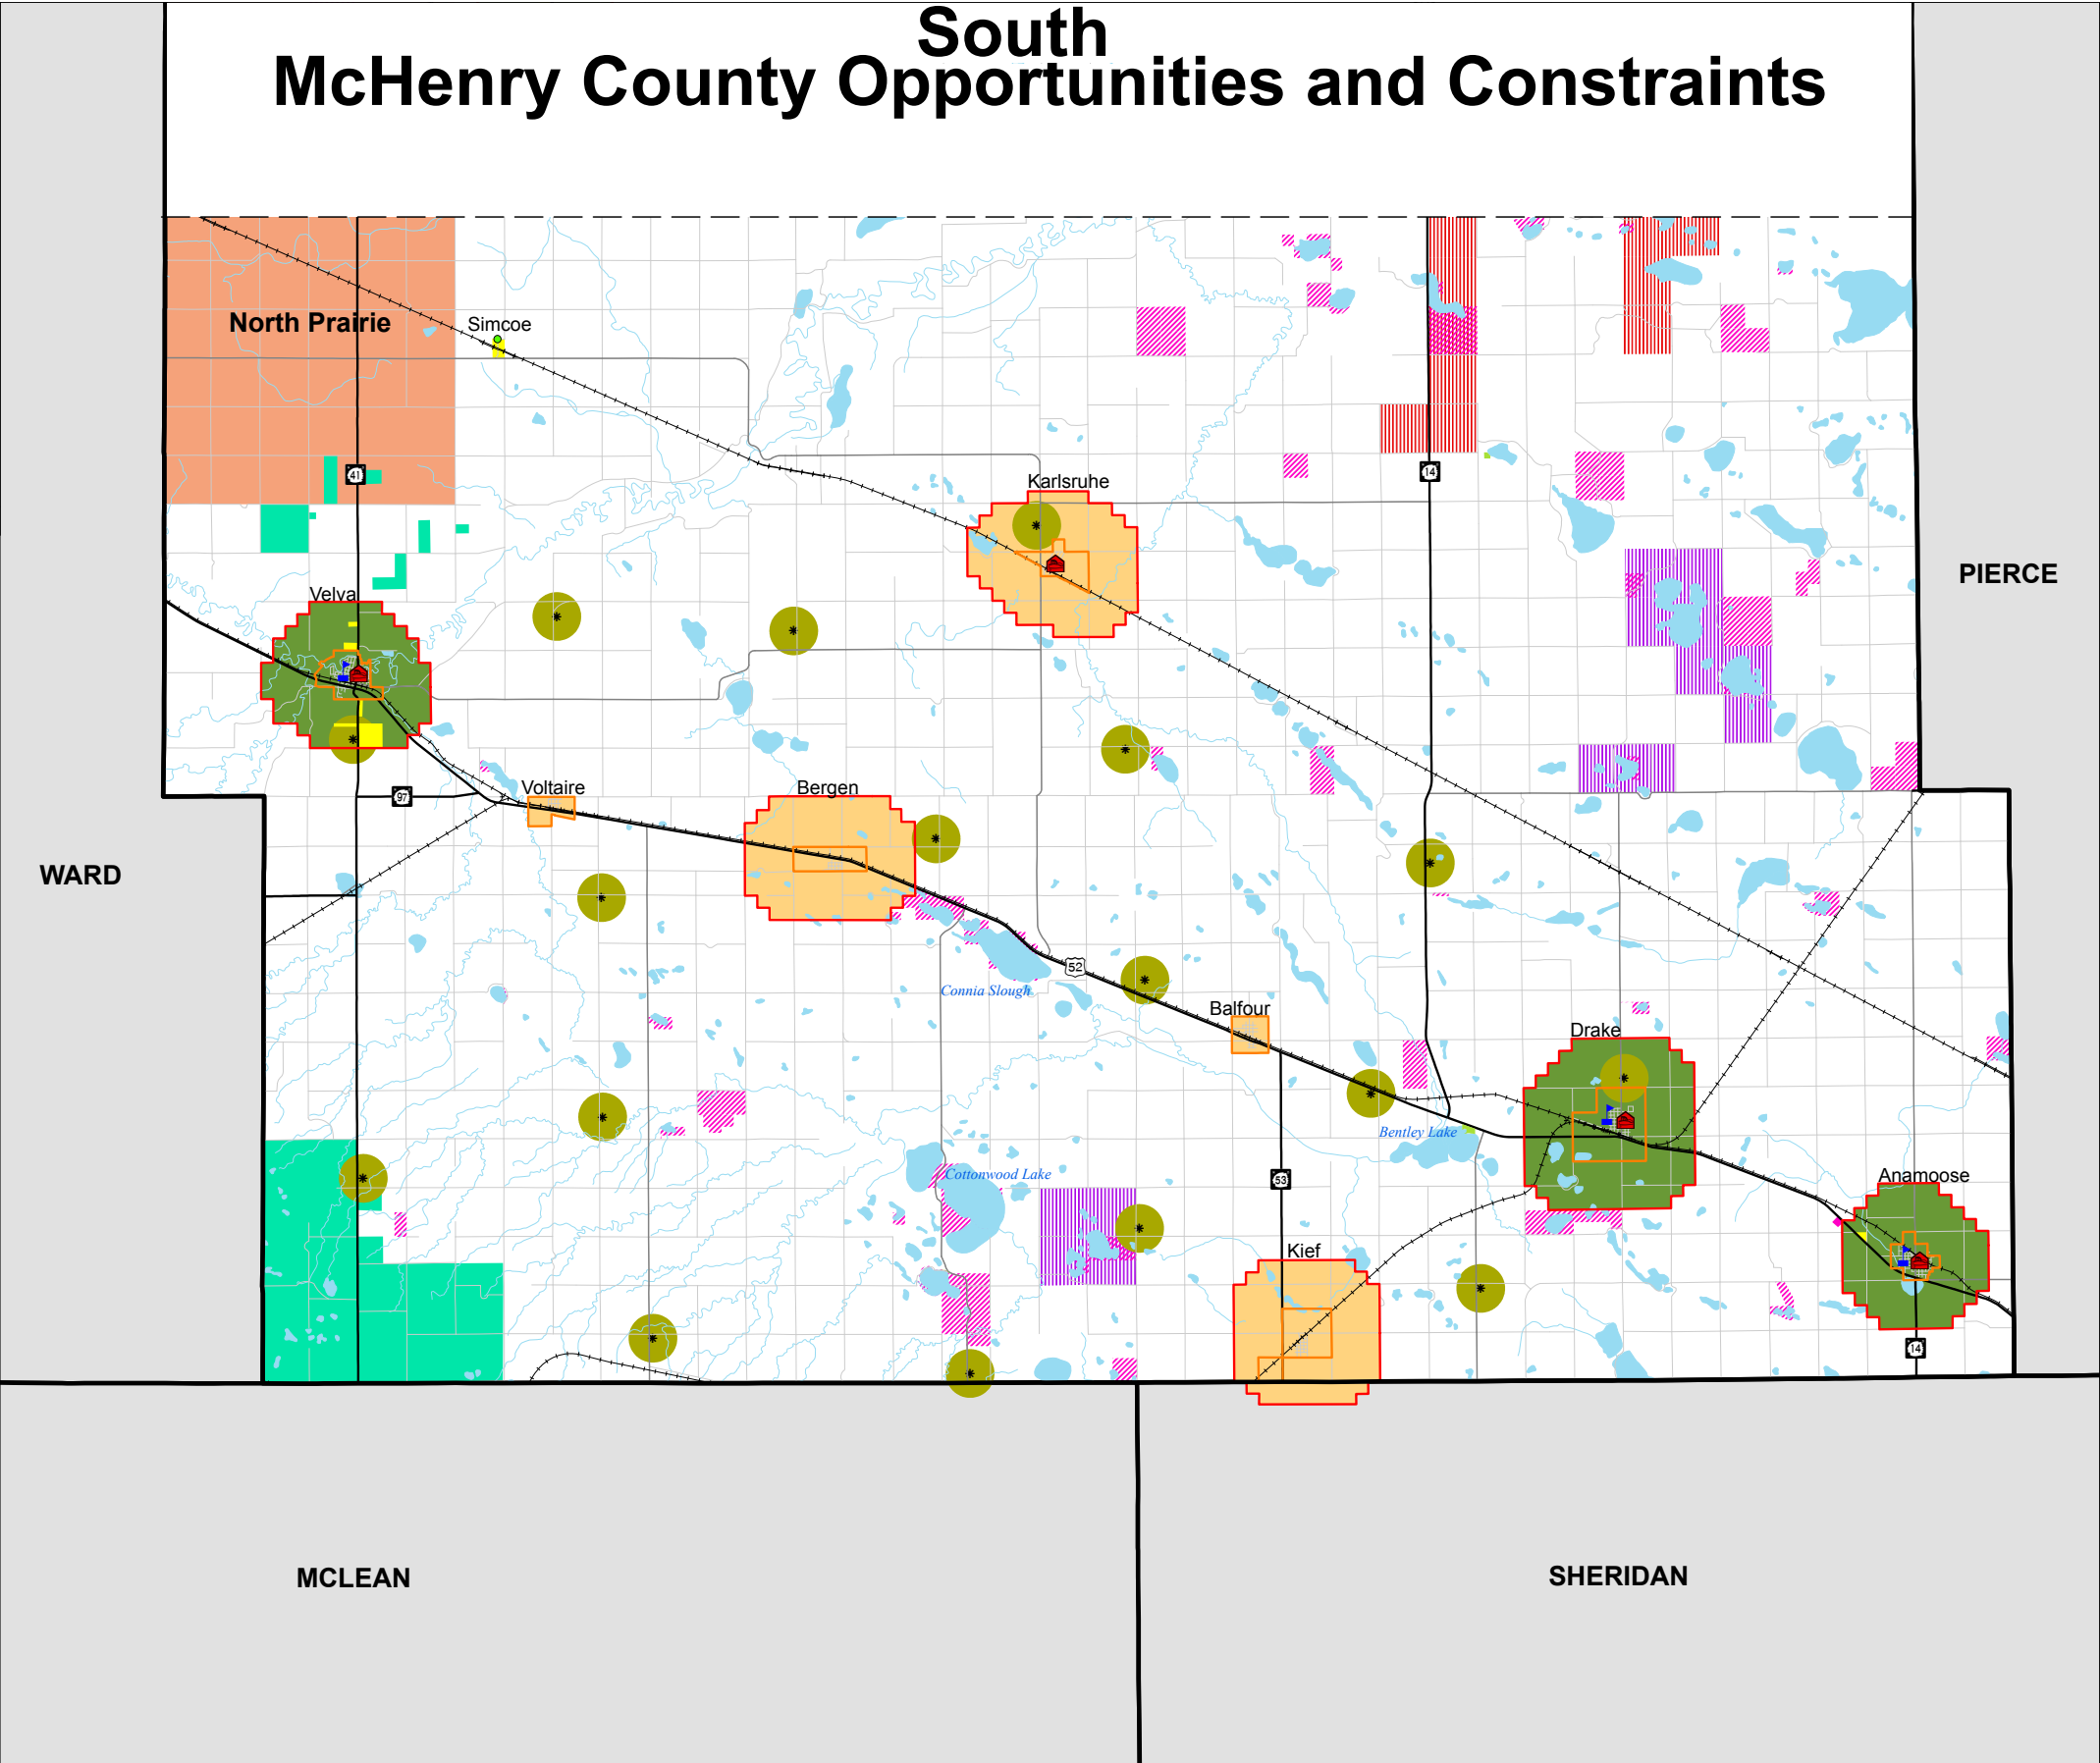 South
McHenry County Opportunities and Constraints
North Prairie
Simcoe
41
14
Karlsruhe
PIERCE
Velva
97
Voltaire
Bergen
WARD
52
Connia Slough
Balfour
Drake
Bentley Lake
Cottonwood Lake
53
Anamoose
Kief
14
MCLEAN
SHERIDAN